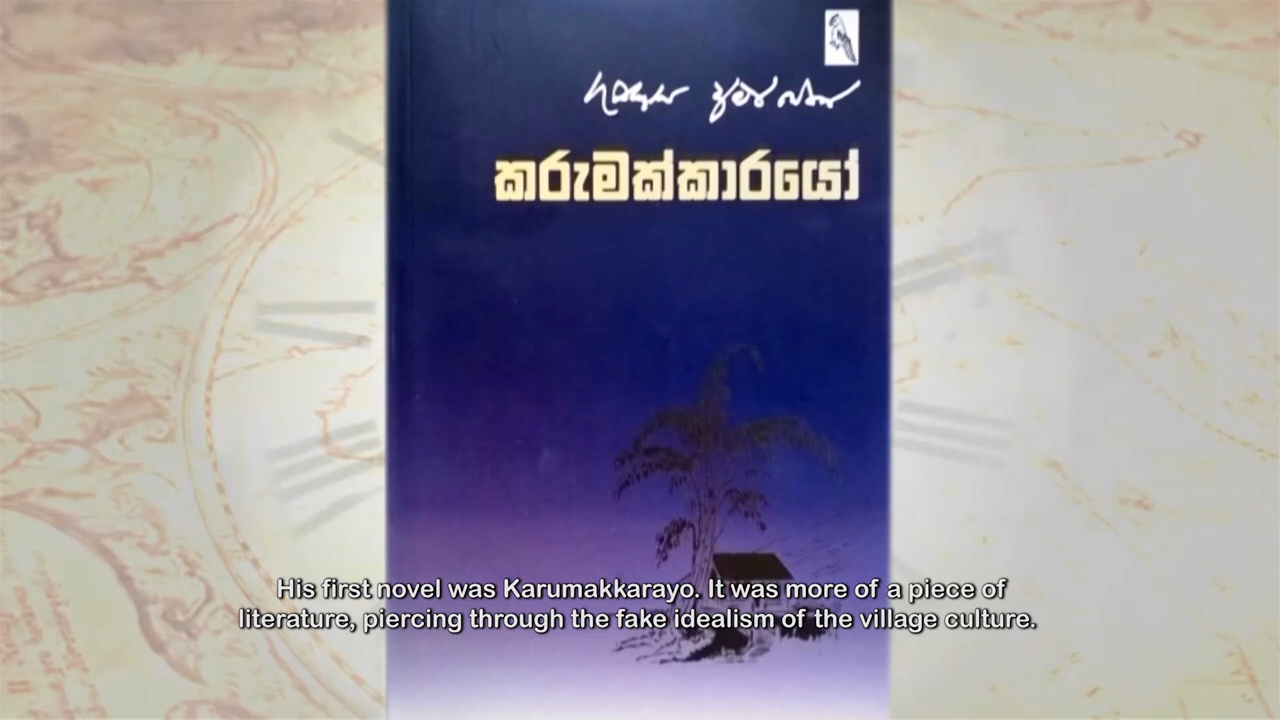 කරුමක්කාරයෝ
His first novel was Karumakkarayo. It was more of a piece of
literature, piercing through the fake idealism of the village culture.